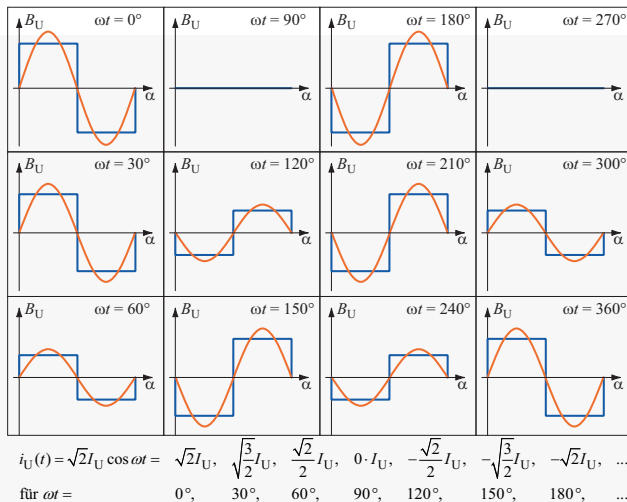 B_U ωt = 0° α
B_U ωt = 90° α
B_U ωt = 180° α
B_U ωt = 270° α
B_U ωt = 30° α
B_U ωt = 120° α
B_U ωt = 210° α
B_U ωt = 300° α
B_U ωt = 60° α
B_U ωt = 150° α
B_U ωt = 240° α
B_U ωt = 360° α
i_U(t) = √2 I_U cos ωt = √2 I_U, √(3/2) I_U, √2/2 I_U, 0 · I_U, −√2/2 I_U, −√(3/2) I_U, −√2 I_U, ...
für ωt = 0°, 30°, 60°, 90°, 120°, 150°, 180°, ...